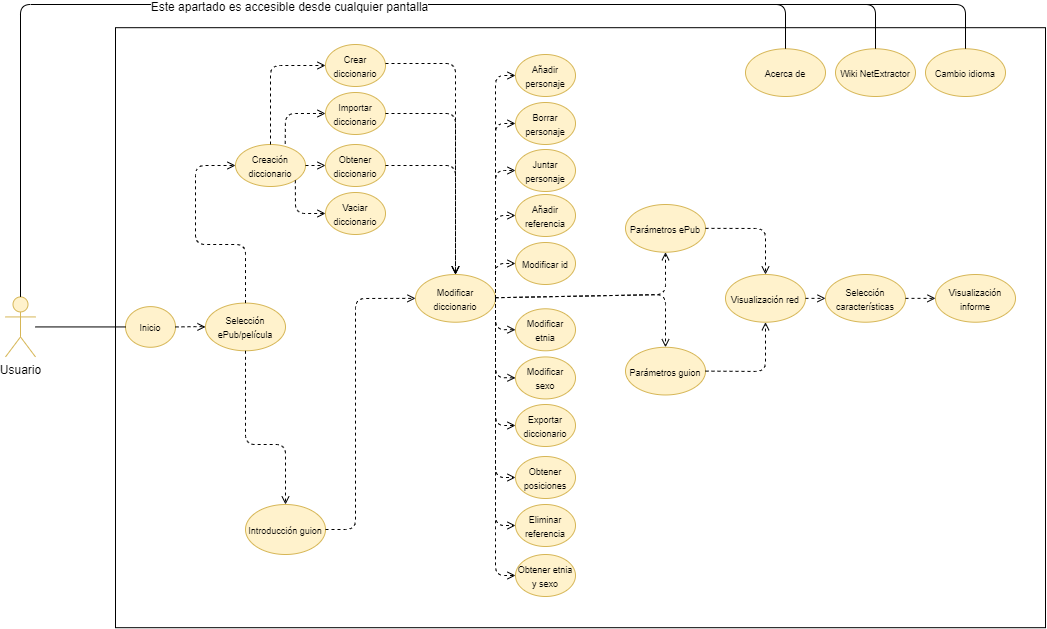 Este apartado es accesible desde cualquier pantalla
Crear
diccionario
Importar
diccionario
Creación
diccionario
Obtener
diccionario
Vaciar
diccionario
Añadir
personaje
Borrar
personaje
Juntar
personaje
Añadir
referencia
Modificar id
Acerca de
Wiki NetExtractor
Cambio idioma
Usuario
Inicio
Selección
ePub/película
Introducción guion
Modificar
diccionario
Modificar
etnia
Modificar
sexo
Exportar
diccionario
Obtener
posiciones
Eliminar
referencia
Obtener etnia
y sexo
Parámetros ePub
Parámetros guion
Visualización red
Selección
características
Visualización
informe